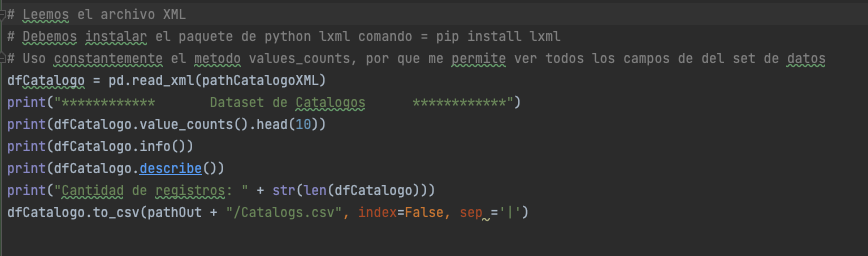 # Leemos el archivo XML
# Debemos instalar el paquete de python lxml comando = pip install lxml
# Uso constantemente el metodo values_counts, por que me permite ver todos los campos de del set de datos
dfCatalogo = pd.read_xml(pathCatalogoXML)
print("************       Dataset de Catalogos      ************")
print(dfCatalogo.value_counts().head(10))
print(dfCatalogo.info())
print(dfCatalogo.describe())
print("Cantidad de registros: " + str(len(dfCatalogo)))
dfCatalogo.to_csv(pathOut + "/Catalogs.csv", index=False, sep ='|')